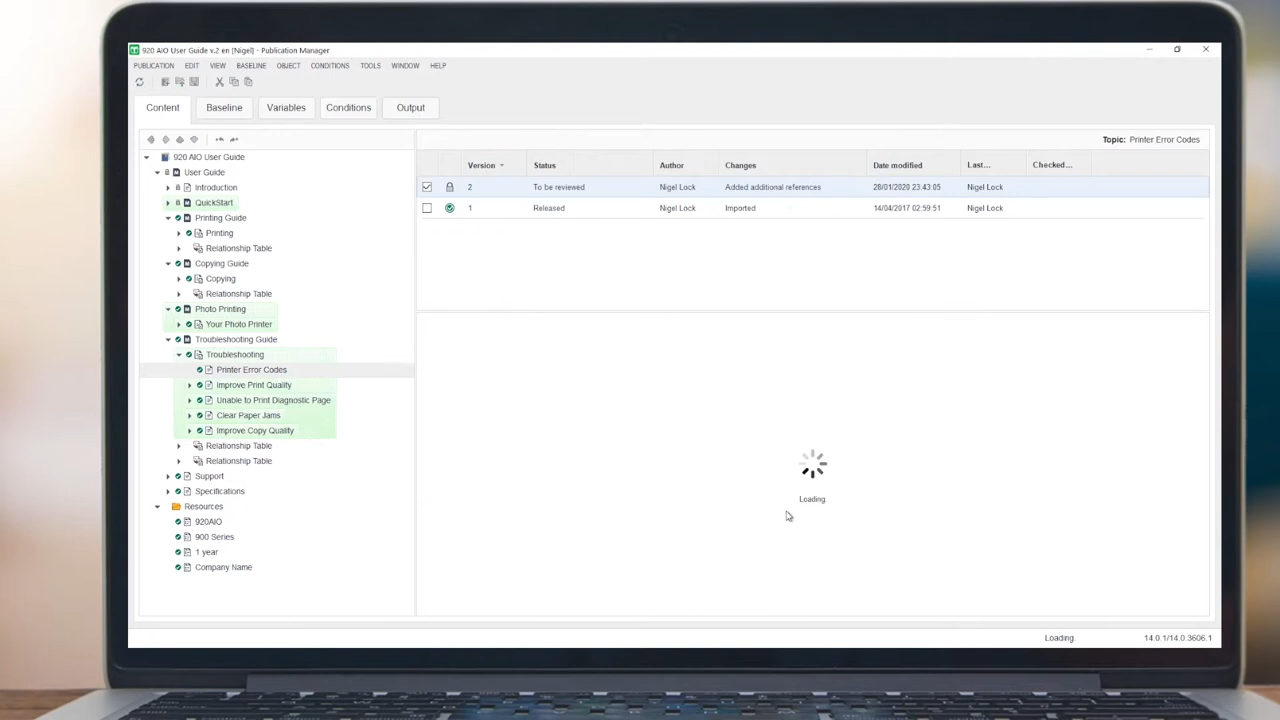 920 AIO User Guide v.2 en [Nigel] - Publication Manager
PUBLICATION EDIT VIEW BASELINE OBJECT CONDITIONS TOOLS WINDOW HELP
Content Baseline Variables Conditions Output
Topic: Printer Error Codes
920 AIO User Guide
User Guide
Introduction
QuickStart
Printing Guide
Printing
Relationship Table
Copying Guide
Copying
Relationship Table
Photo Printing
Your Photo Printer
Troubleshooting Guide
Troubleshooting
Printer Error Codes
Improve Print Quality
Unable to Print Diagnostic Page
Clear Paper Jams
Improve Copy Quality
Relationship Table
Relationship Table
Support
Specifications
Resources
920AIO
900 Series
1 year
Company Name
Version Status Author Changes Date modified Last... Checked...
2 To be reviewed Nigel Lock Added additional references 28/01/2020 23:43:05 Nigel Lock
1 Released Nigel Lock Imported 14/04/2017 02:59:51 Nigel Lock
Loading
Loading 14.0.1/14.0.3606.1